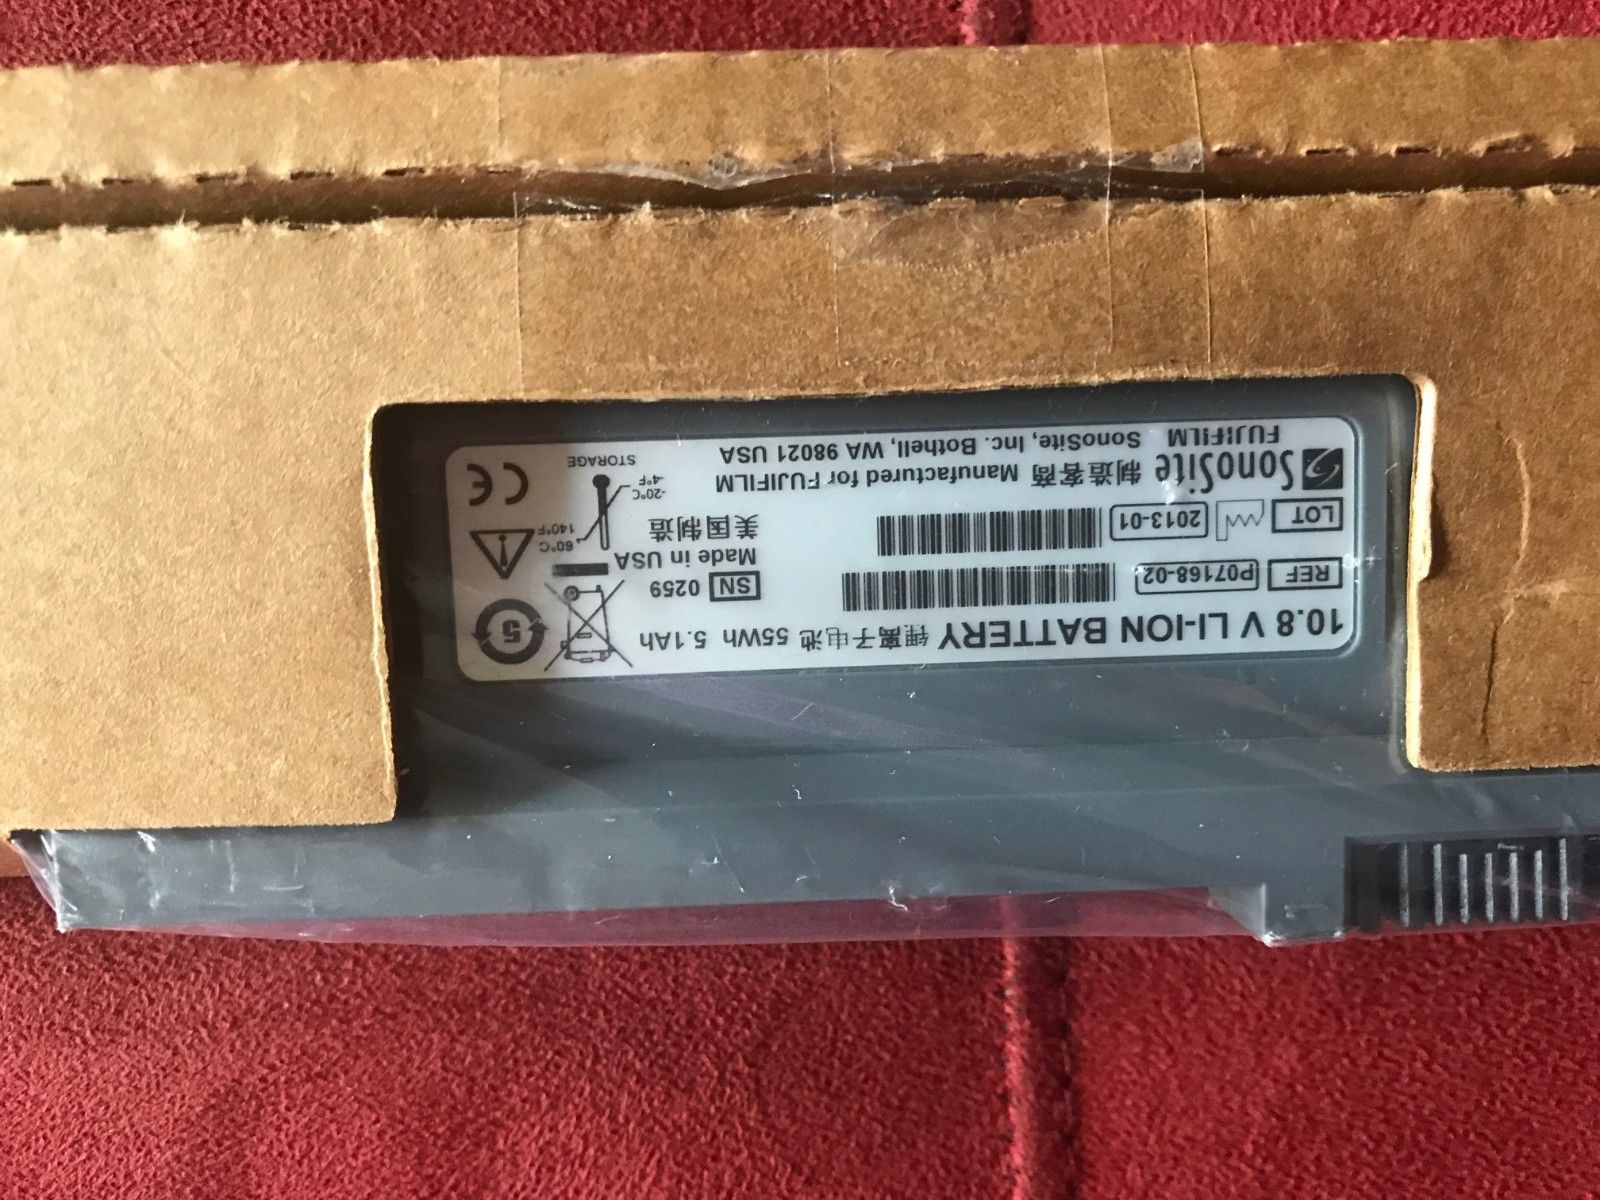 10.8 V LI-ION BATTERY 锂离子电池 55Wh 5.1Ah
REF P07168-02
SN 0259
LOT 2013-01
Made in USA
美国制造
SonoSite
FUJIFILM
制造客商 Manufactured for FUJIFILM
SonoSite, Inc. Bothell, WA 98021 USA
5
60°C
140°F
-20°C
-4°F
STORAGE
CE